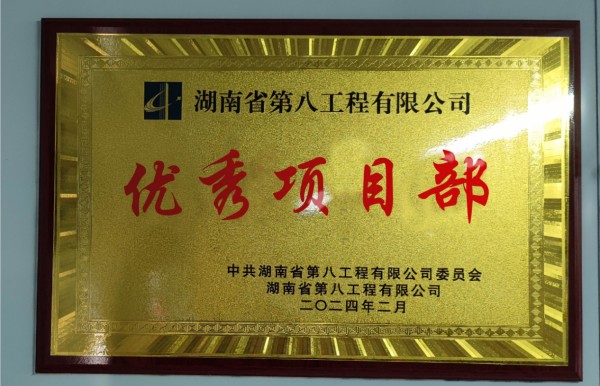 湖南省第八工程有限公司
优秀项目部
中共湖南省第八工程有限公司委员会
湖南省第八工程有限公司
二〇二四年二月